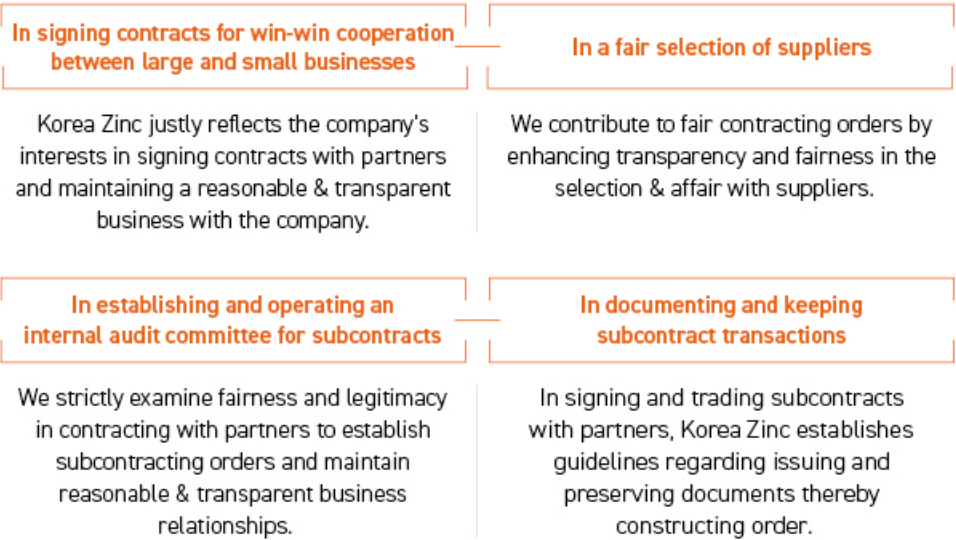 In signing contracts for win-win cooperation
between large and small businesses
Korea Zinc justly reflects the company's
interests in signing contracts with partners
and maintaining a reasonable & transparent
business with the company.
In a fair selection of suppliers
We contribute to fair contracting orders by
enhancing transparency and fairness in the
selection & affair with suppliers.
In establishing and operating an
internal audit committee for subcontracts
We strictly examine fairness and legitimacy
in contracting with partners to establish
subcontracting orders and maintain
reasonable & transparent business
relationships.
In documenting and keeping
subcontract transactions
In signing and trading subcontracts
with partners, Korea Zinc establishes
guidelines regarding issuing and
preserving documents thereby
constructing order.